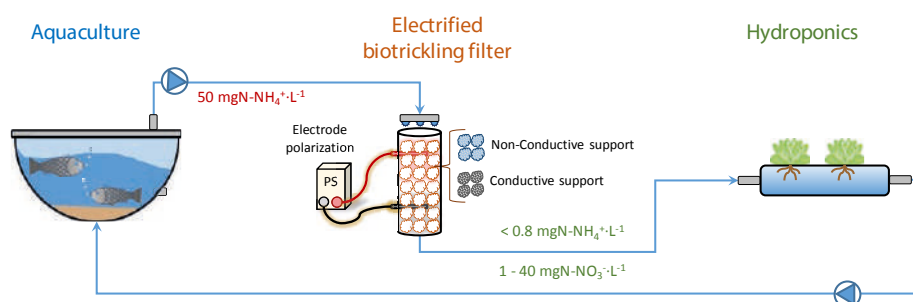 Aquaculture
Electrified
biotrickling filter
Hydroponics
50 mgN-NH₄⁺·L⁻¹
Electrode
polarization
PS
Non-Conductive support
Conductive support
< 0.8 mgN-NH₄⁺·L⁻¹
1 - 40 mgN-NO₃⁻·L⁻¹